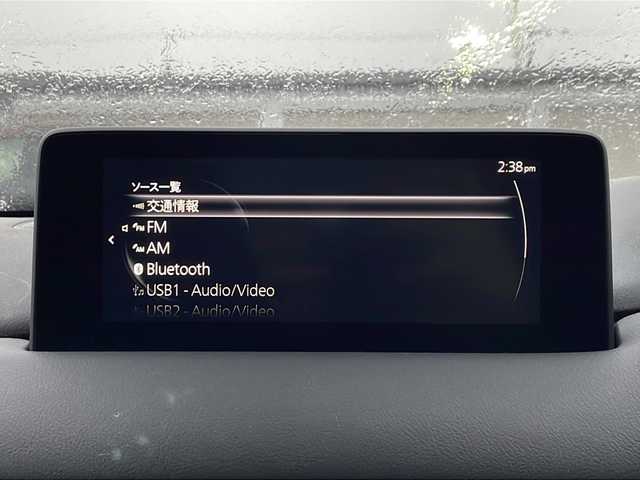 2:38pm
ソース一覧
交通情報
FM
AM
Bluetooth
USB1 - Audio/Video
USB2 - Audio/Video